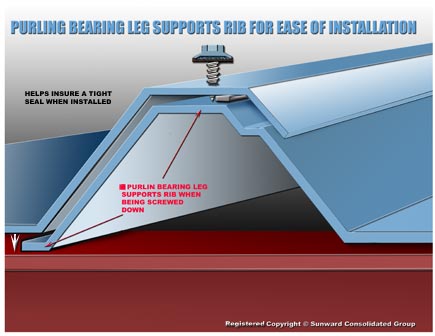 PURLING BEARING LEG SUPPORTS RIB FOR EASE OF INSTALLATION
HELPS INSURE A TIGHT
SEAL WHEN INSTALLED
PURLIN BEARING LEG
SUPPORTS RIB WHEN
BEING SCREWED
DOWN
Registered Copyright © Sunward Consolidated Group